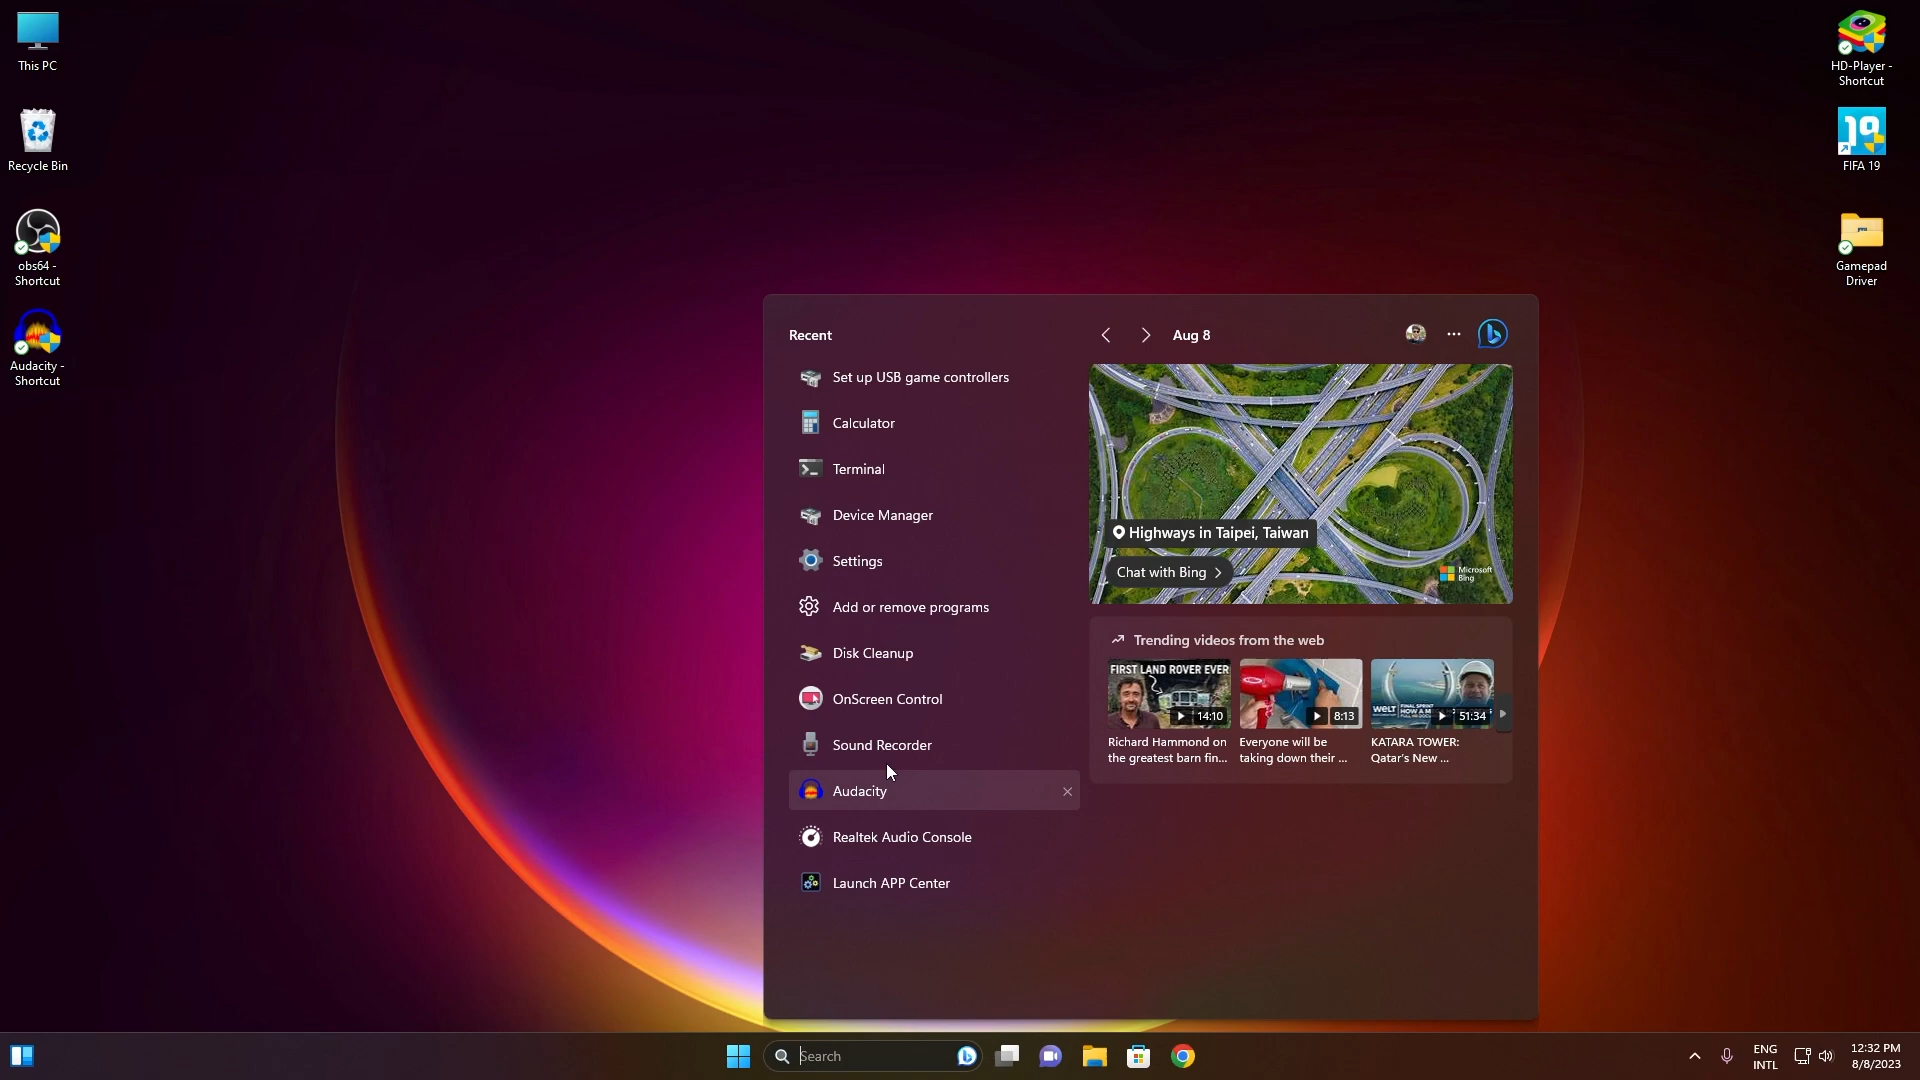 This PC
Recycle Bin
obs64 -
Shortcut
Audacity -
Shortcut
HD-Player -
Shortcut
19
FIFA 19
Gamepad
Driver
Recent
Set up USB game controllers
Calculator
Terminal
Device Manager
Settings
Add or remove programs
Disk Cleanup
OnScreen Control
Sound Recorder
Audacity
Realtek Audio Console
Launch APP Center
Aug 8
Highways in Taipei, Taiwan
Chat with Bing
Microsoft
Bing
Trending videos from the web
FIRST LAND ROVER EVER
14:10
Richard Hammond on
the greatest barn fin...
8:13
Everyone will be
taking down their ...
WELT
FINAL SPRINT
51:34
KATARA TOWER:
Qatar's New ...
Search
ENG
INTL
12:32 PM
8/8/2023